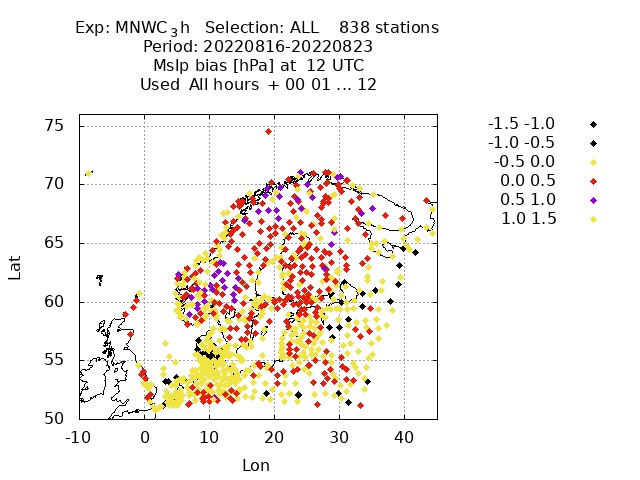 Exp: MNWC_3h   Selection: ALL    838 stations
Period: 20220816-20220823
Mslp bias [hPa] at  12 UTC
Used  All hours  + 00 01 ... 12
-1.5 -1.0
-1.0 -0.5
-0.5 0.0
0.0 0.5
0.5 1.0
1.0 1.5
75
70
65
60
55
50
Lat
-10 0 10 20 30 40
Lon